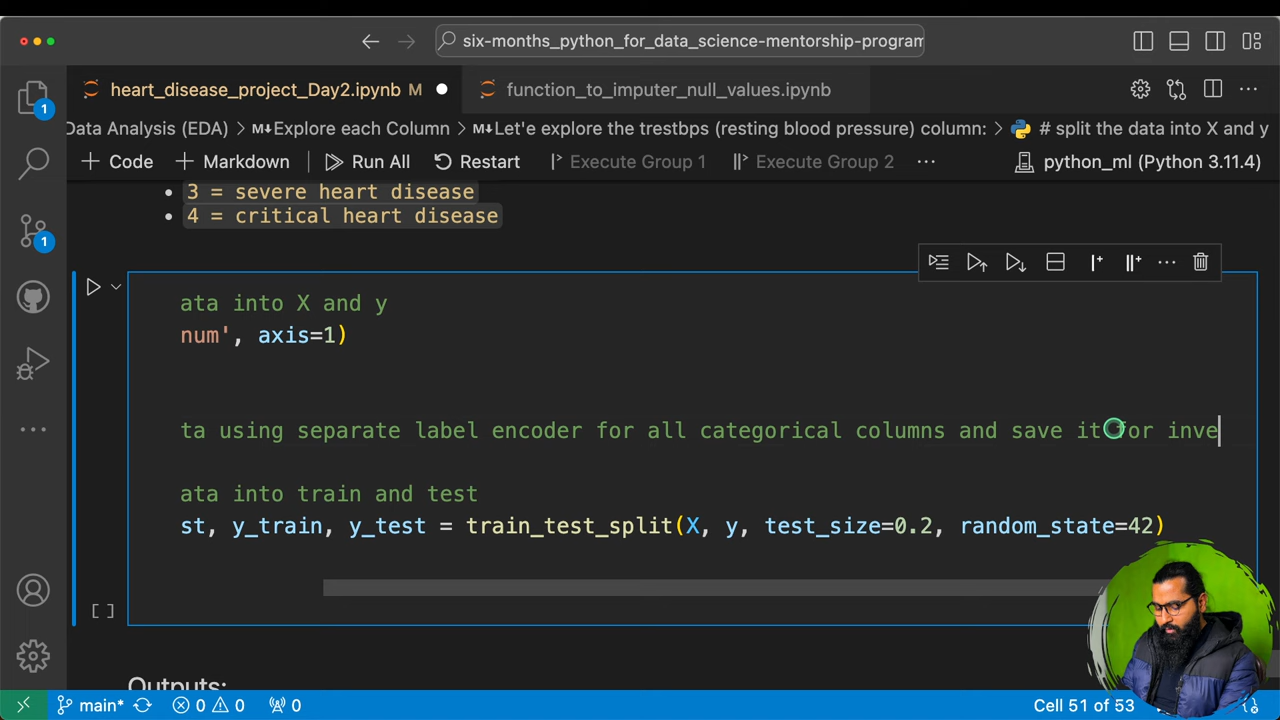 six-months_python_for_data_science-mentorship-program
heart_disease_project_Day2.ipynb M
function_to_imputer_null_values.ipynb
Data Analysis (EDA) > M↓Explore each Column > M↓Let's explore the trestbps (resting blood pressure) column: > # split the data into X and y
+ Code + Markdown Run All Restart Execute Group 1 Execute Group 2 ... python_ml (Python 3.11.4)
• 3 = severe heart disease
• 4 = critical heart disease
ata into X and y
num', axis=1)
ta using separate label encoder for all categorical columns and save it for inve
ata into train and test
st, y_train, y_test = train_test_split(X, y, test_size=0.2, random_state=42)
[ ]
Outputs:
main* 0 0 0 Cell 51 of 53
1
1